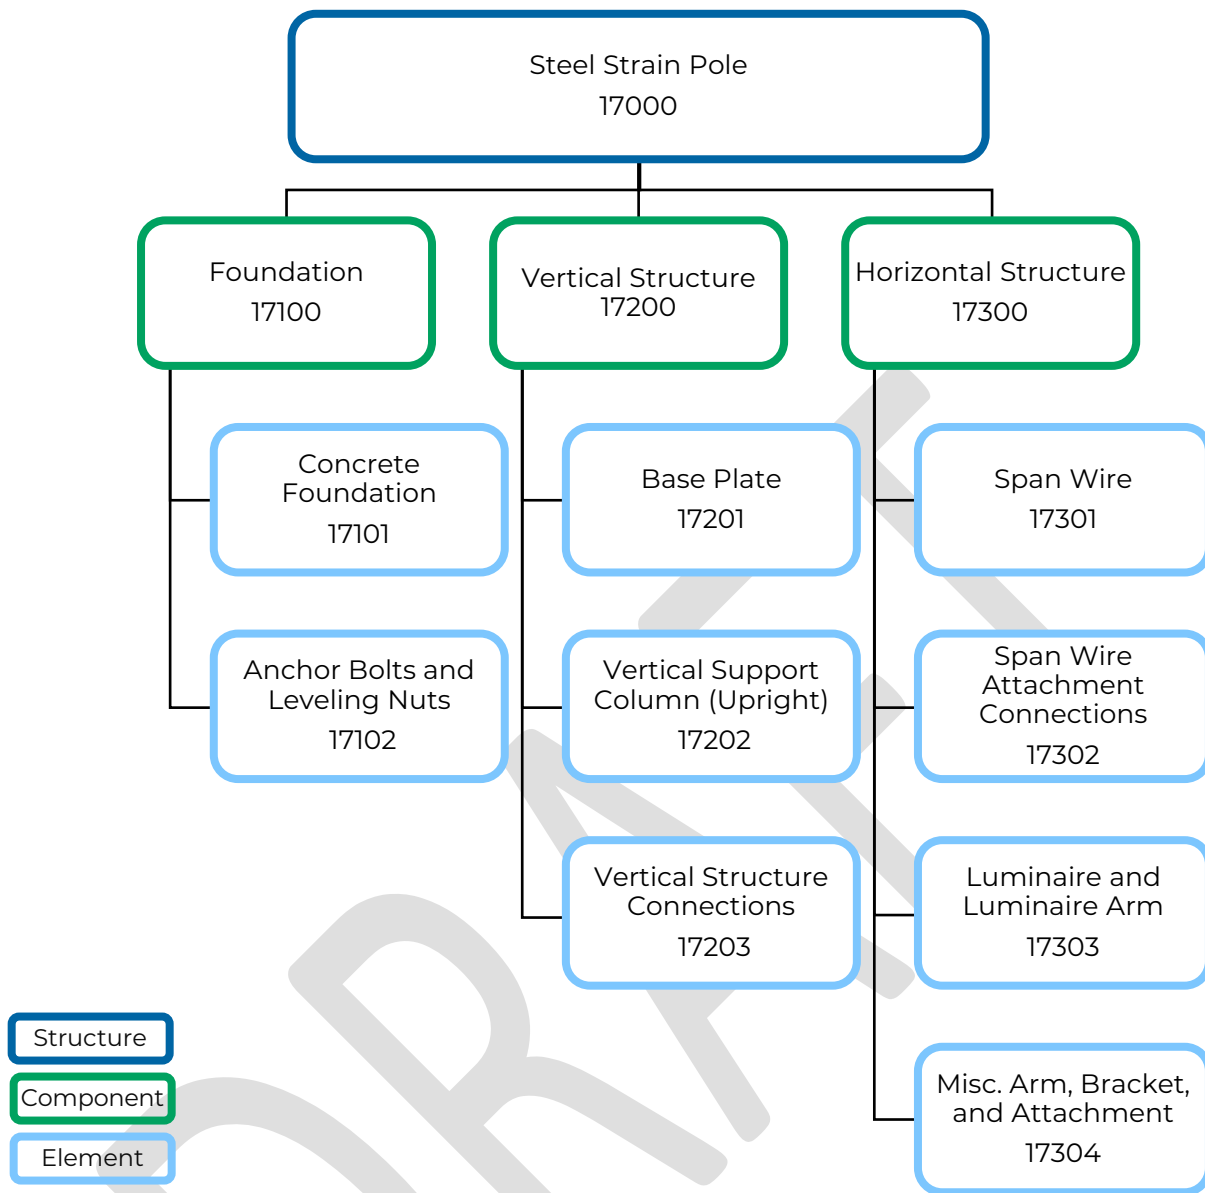 Steel Strain Pole
17000
Foundation
17100
Vertical Structure
17200
Horizontal Structure
17300
Concrete
Foundation
17101
Base Plate
17201
Span Wire
17301
Anchor Bolts and
Leveling Nuts
17102
Vertical Support
Column (Upright)
17202
Span Wire
Attachment
Connections
17302
Vertical Structure
Connections
17203
Luminaire and
Luminaire Arm
17303
Misc. Arm, Bracket,
and Attachment
17304
Structure
Component
Element
DRAFT